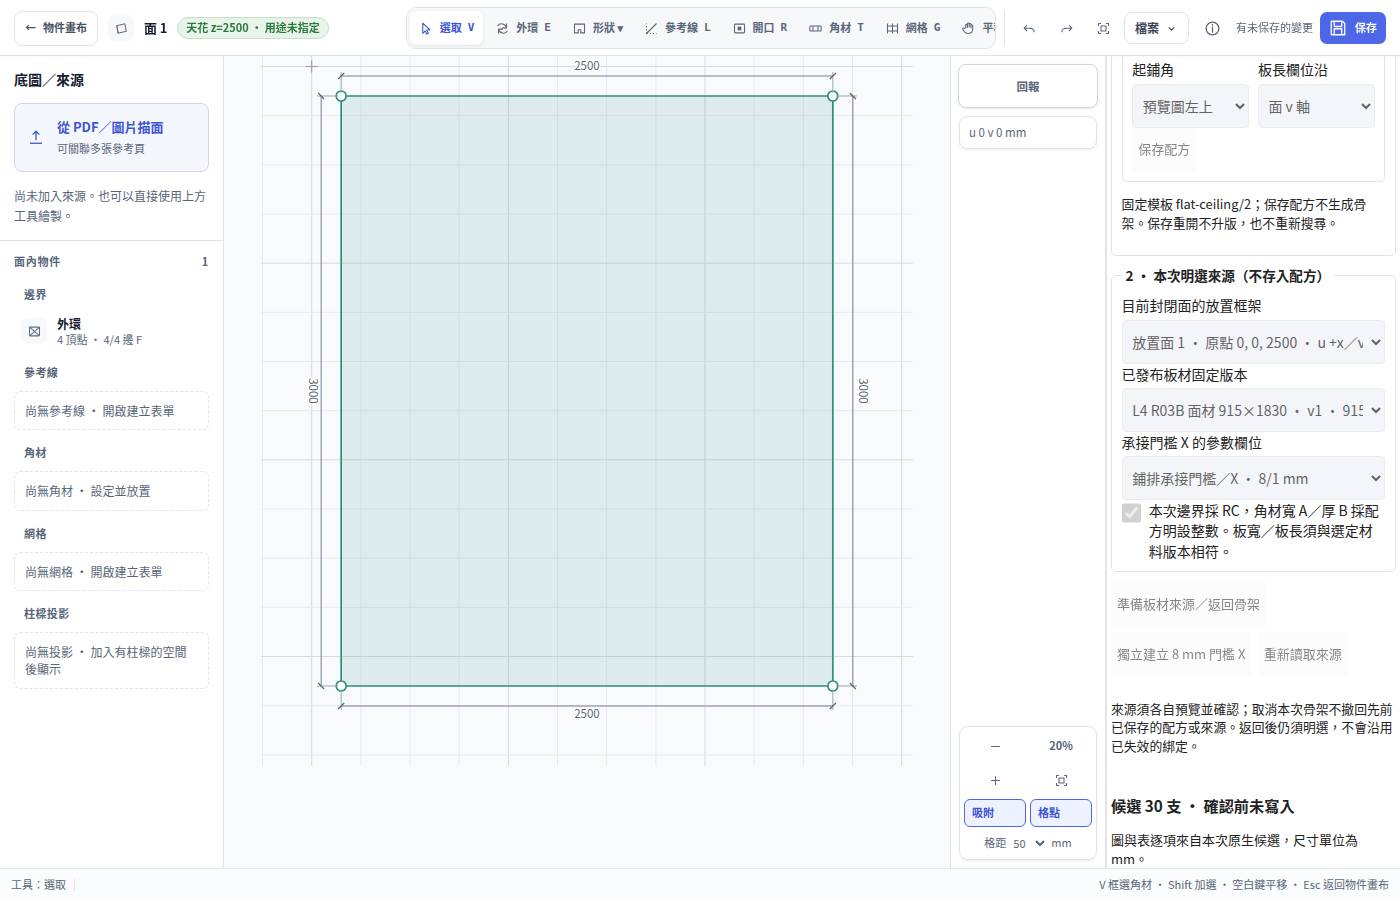 ← 物件畫布
面 1
天花 z=2500 · 用途未指定
選取 V
外環 E
形狀▾
參考線 L
開口 R
角材 T
網格 G
檔案
有未保存的變更
保存
底圖／來源
從 PDF／圖片描面
可關聯多張參考頁
尚未加入來源。也可以直接使用上方
工具繪製。
面內物件 1
邊界
外環
4 頂點 · 4/4 邊 F
參考線
尚無參考線 · 開啟建立表單
角材
尚無角材 · 設定並放置
網格
尚無網格 · 開啟建立表單
柱樑投影
尚無投影 · 加入有柱樑的空間
後顯示
2500
3000
3000
2500
回報
u 0 v 0 mm
− 20%
+
吸附 格點
格距 50 mm
起鋪角 板長欄位沿
預覽圖左上 面 v 軸
保存配方
固定模板 flat-ceiling/2；保存配方不生成骨
架。保存重開不升版，也不重新搜尋。
2 · 本次明選來源（不存入配方）
目前封閉面的放置框架
放置面 1 · 原點 0, 0, 2500 · u +x／v
已發布板材固定版本
L4 R03B 面材 915×1830 · v1 · 915
承接門檻 X 的參數欄位
鋪排承接門檻／X · 8/1 mm
本次邊界採 RC，角材寬 A／厚 B 採配
方明設整數。板寬／板長須與選定材
料版本相符。
準備板材來源／返回骨架
獨立建立 8 mm 門檻 X 重新讀取來源
來源須各自預覽並確認；取消本次骨架不撤回先前
已保存的配方或來源。返回後仍須明選，不會沿用
已失效的綁定。
候選 30 支 · 確認前未寫入
圖與表逐項來自本次原生候選，尺寸單位為
mm。
工具：選取
V 框選角材 · Shift 加選 · 空白鍵平移 · Esc 返回物件畫布